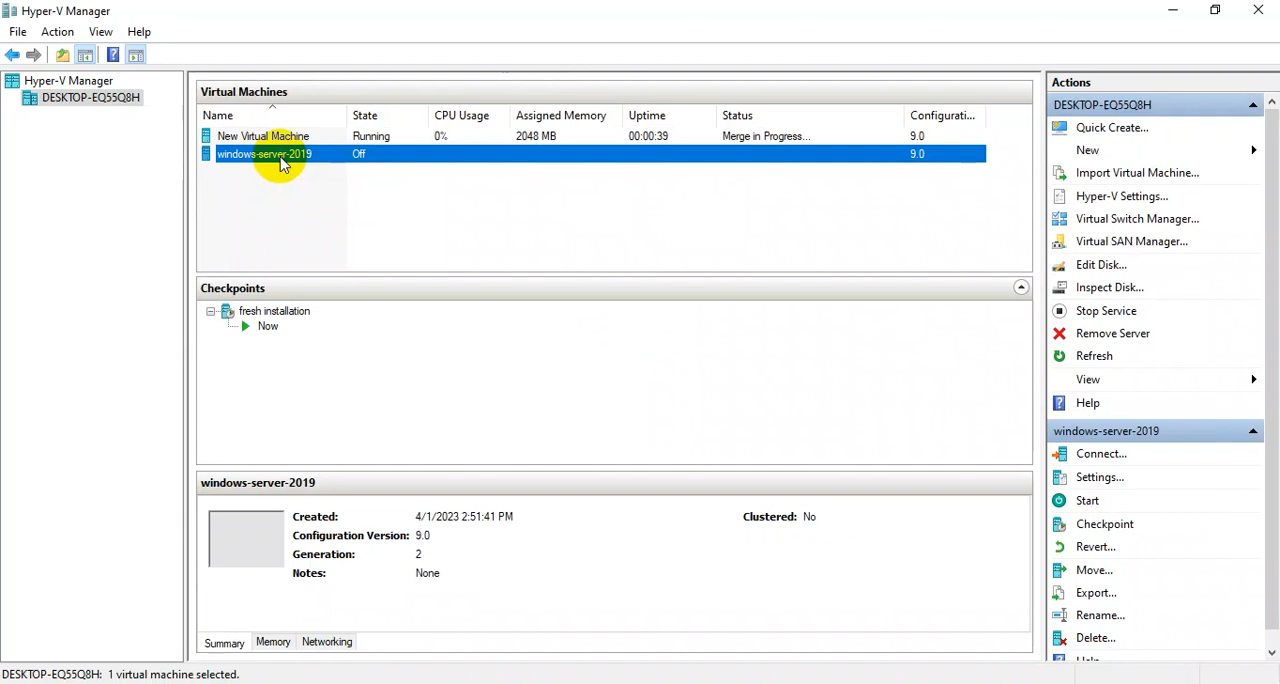 Hyper-V Manager
File Action View Help
Hyper-V Manager
DESKTOP-EQ55Q8H
Virtual Machines
Name State CPU Usage Assigned Memory Uptime Status Configurati...
New Virtual Machine Running 0% 2048 MB 00:00:39 Merge in Progress... 9.0
windows-server-2019 Off 9.0
Checkpoints
fresh installation
Now
windows-server-2019
Created: 4/1/2023 2:51:41 PM Clustered: No
Configuration Version: 9.0
Generation: 2
Notes: None
Summary Memory Networking
Actions
DESKTOP-EQ55Q8H
Quick Create...
New
Import Virtual Machine...
Hyper-V Settings...
Virtual Switch Manager...
Virtual SAN Manager...
Edit Disk...
Inspect Disk...
Stop Service
Remove Server
Refresh
View
Help
windows-server-2019
Connect...
Settings...
Start
Checkpoint
Revert...
Move...
Export...
Rename...
Delete...
Help
DESKTOP-EQ55Q8H: 1 virtual machine selected.